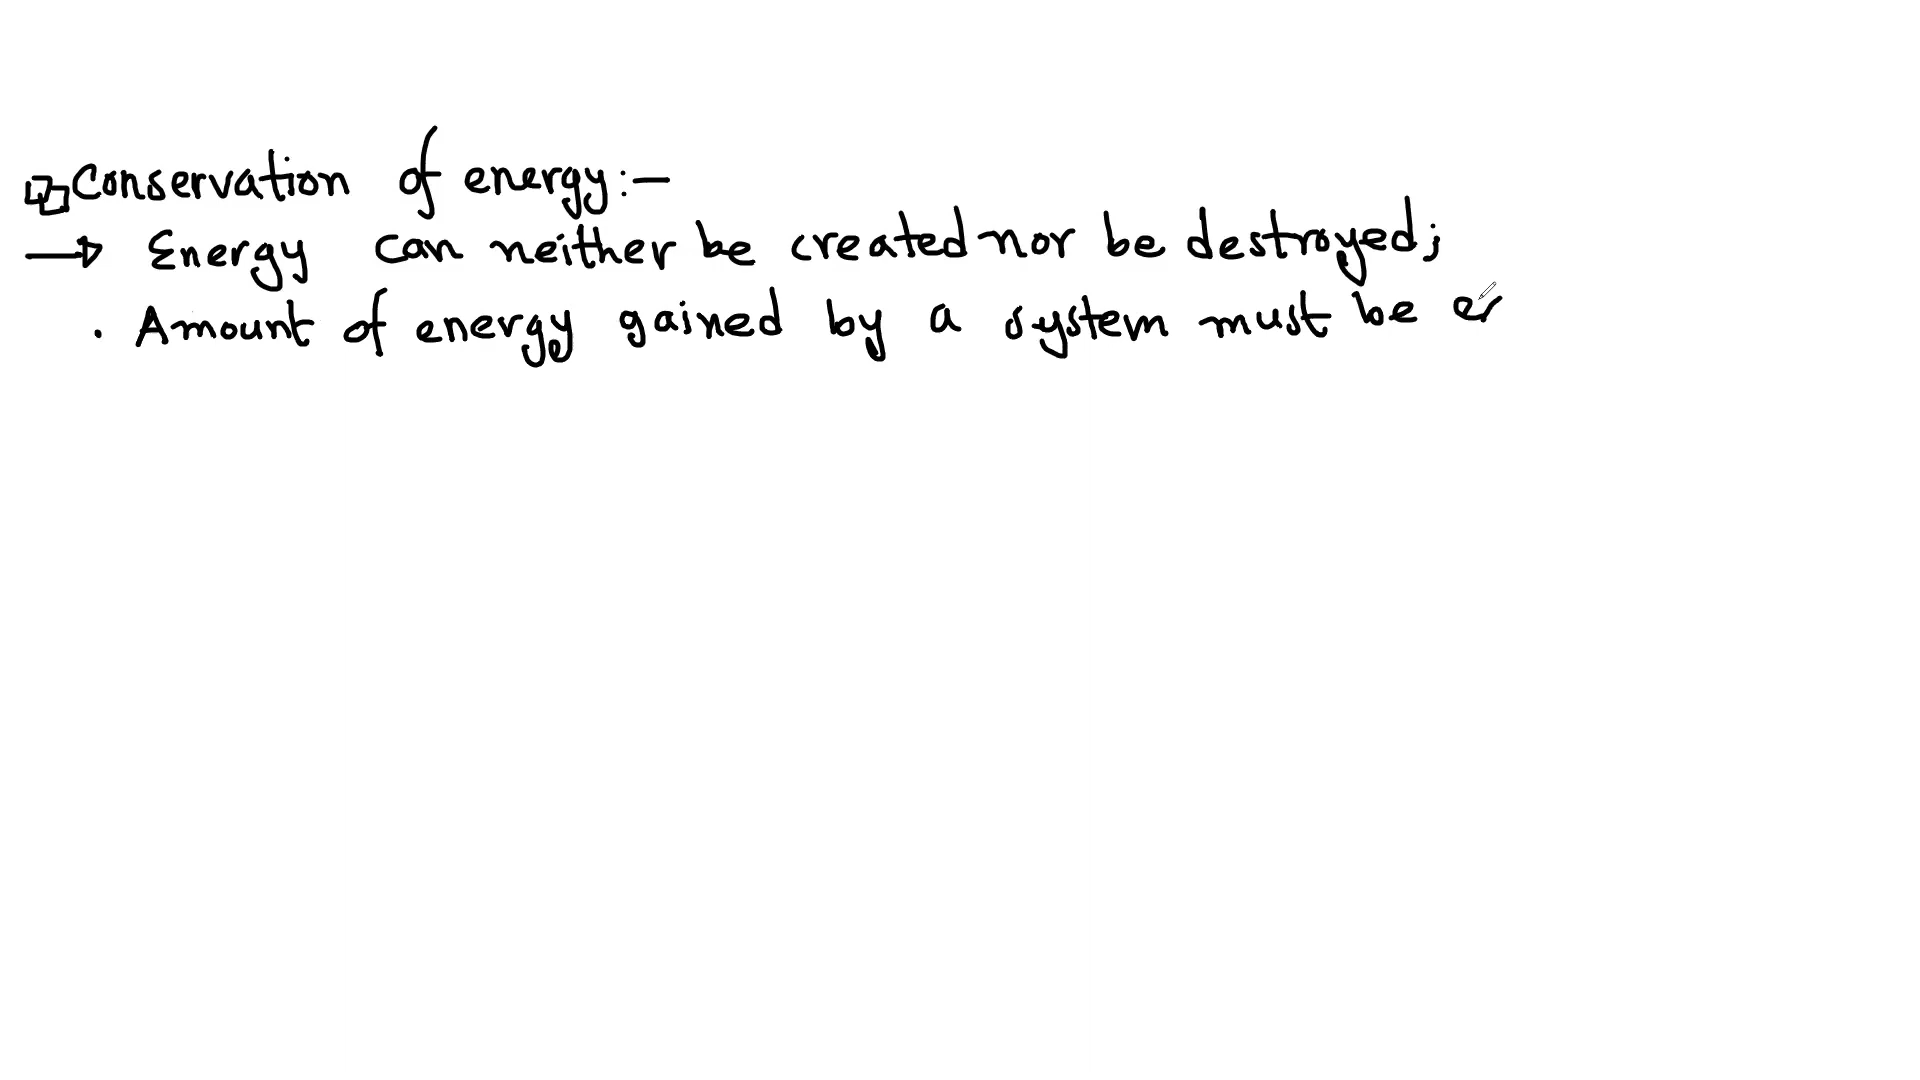 Conservation of energy:-
→ Energy can neither be created nor be destroyed;
. Amount of energy gained by a system must be